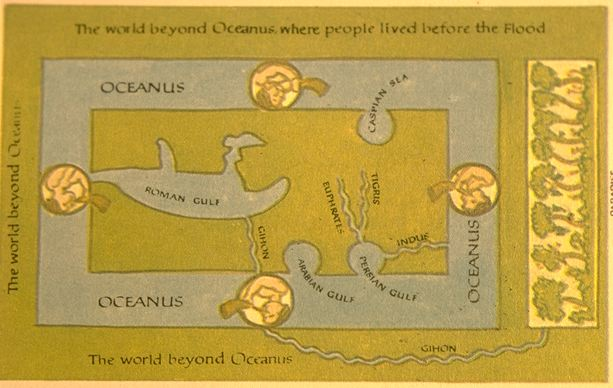 The world beyond Oceanus, where people lived before the Flood
OCEANUS
CASPIAN SEA
The world beyond Oceanus
ROMAN GULF
TIGRIS
EUPHRATES
GIHON
INDUS
ARABIAN GULF
PERSIAN GULF
OCEANUS
OCEANUS
GIHON
The world beyond Oceanus